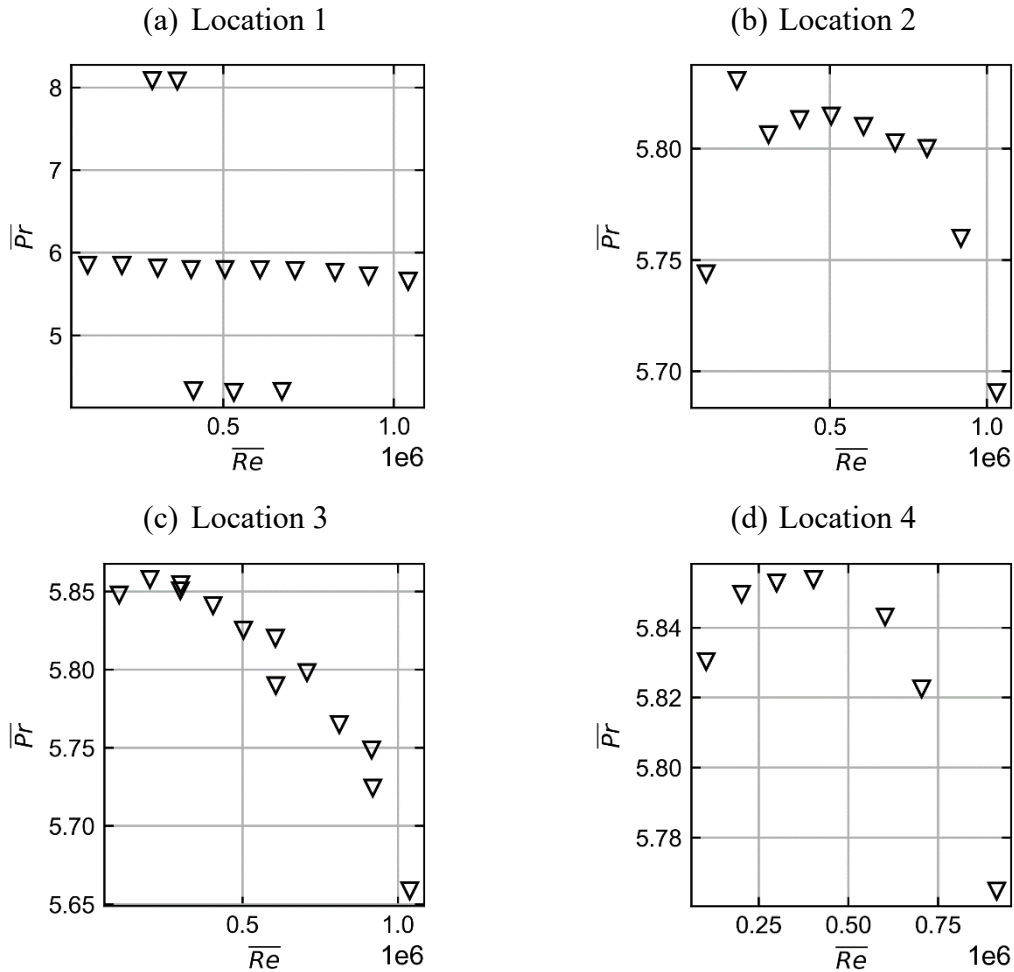 (a) Location 1
8
7
6
5
Pr
0.5
1.0
Re
1e6
(b) Location 2
5.80
5.75
5.70
Pr
0.5
1.0
Re
1e6
(c) Location 3
5.85
5.80
5.75
5.70
5.65
Pr
0.5
1.0
Re
1e6
(d) Location 4
5.84
5.82
5.80
5.78
Pr
0.25
0.50
0.75
Re
1e6